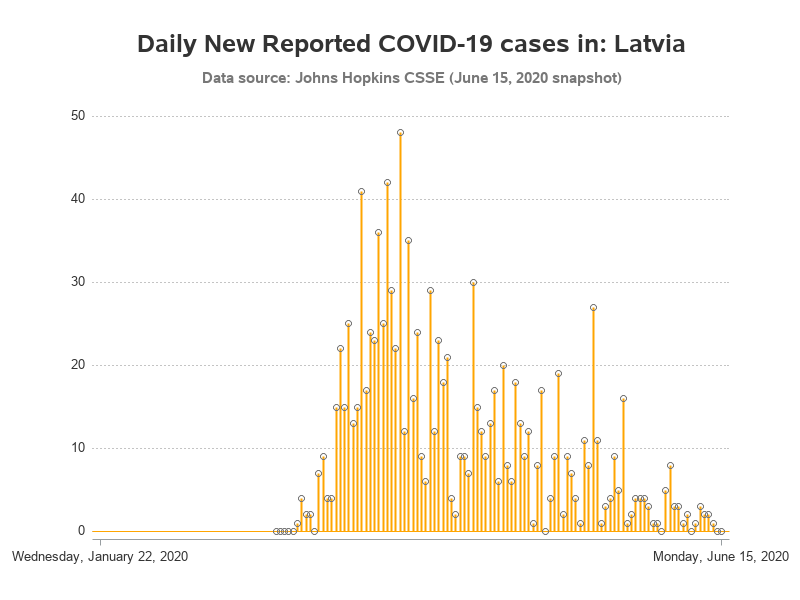 Daily New Reported COVID-19 cases in: Latvia
Data source: Johns Hopkins CSSE (June 15, 2020 snapshot)
50
40
30
20
10
0
Wednesday, January 22, 2020
Monday, June 15, 2020